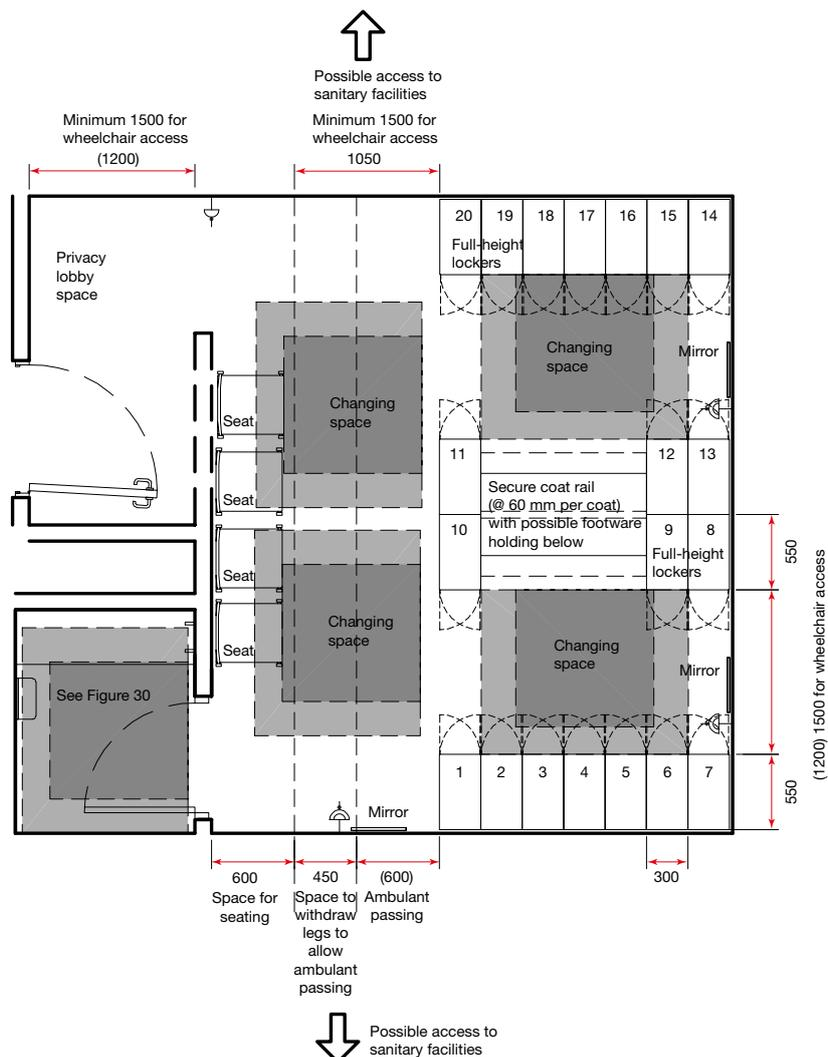 Possible access to
sanitary facilities
Minimum 1500 for
wheelchair access
(1200)
Minimum 1500 for
wheelchair access
1050
Privacy
lobby
space
20 19 18 17 16 15 14
Full-height
lockers
Changing
space
Mirror
Changing
space
Seat
Seat
Seat
Seat
11
12 13
Secure coat rail
(@ 60 mm per coat)
with possible footware
holding below
10
9 8
Full-height
lockers
550
(1200) 1500 for wheelchair access
550
Changing
space
Changing
space
Mirror
See Figure 30
1 2 3 4 5 6 7
Mirror
600
Space for
seating
450
Space to
withdraw
legs to
allow
ambulant
passing
(600)
Ambulant
passing
300
Possible access to
sanitary facilities